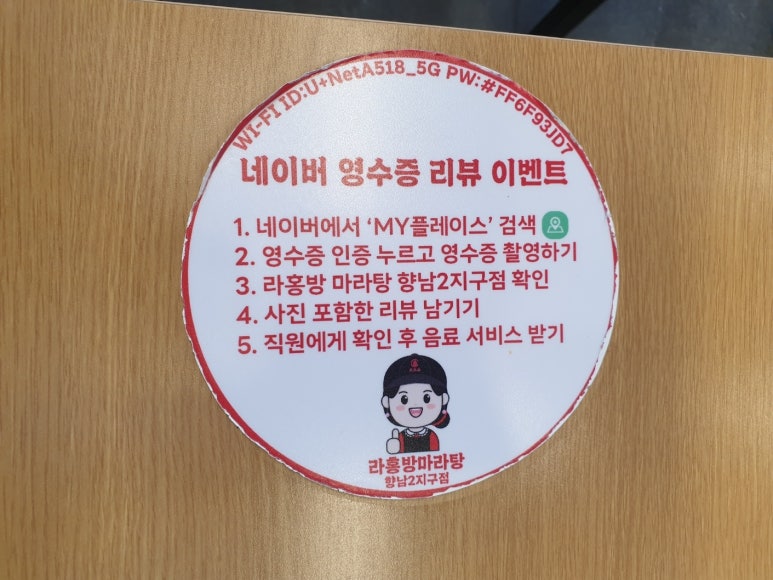 WI-FI ID:U+NetA518_5G PW:#FF6F93JD7
네이버 영수증 리뷰 이벤트
1. 네이버에서 ‘MY플레이스’ 검색
2. 영수증 인증 누르고 영수증 촬영하기
3. 라홍방 마라탕 향남2지구점 확인
4. 사진 포함한 리뷰 남기기
5. 직원에게 확인 후 음료 서비스 받기
라홍방마라탕
향남2지구점